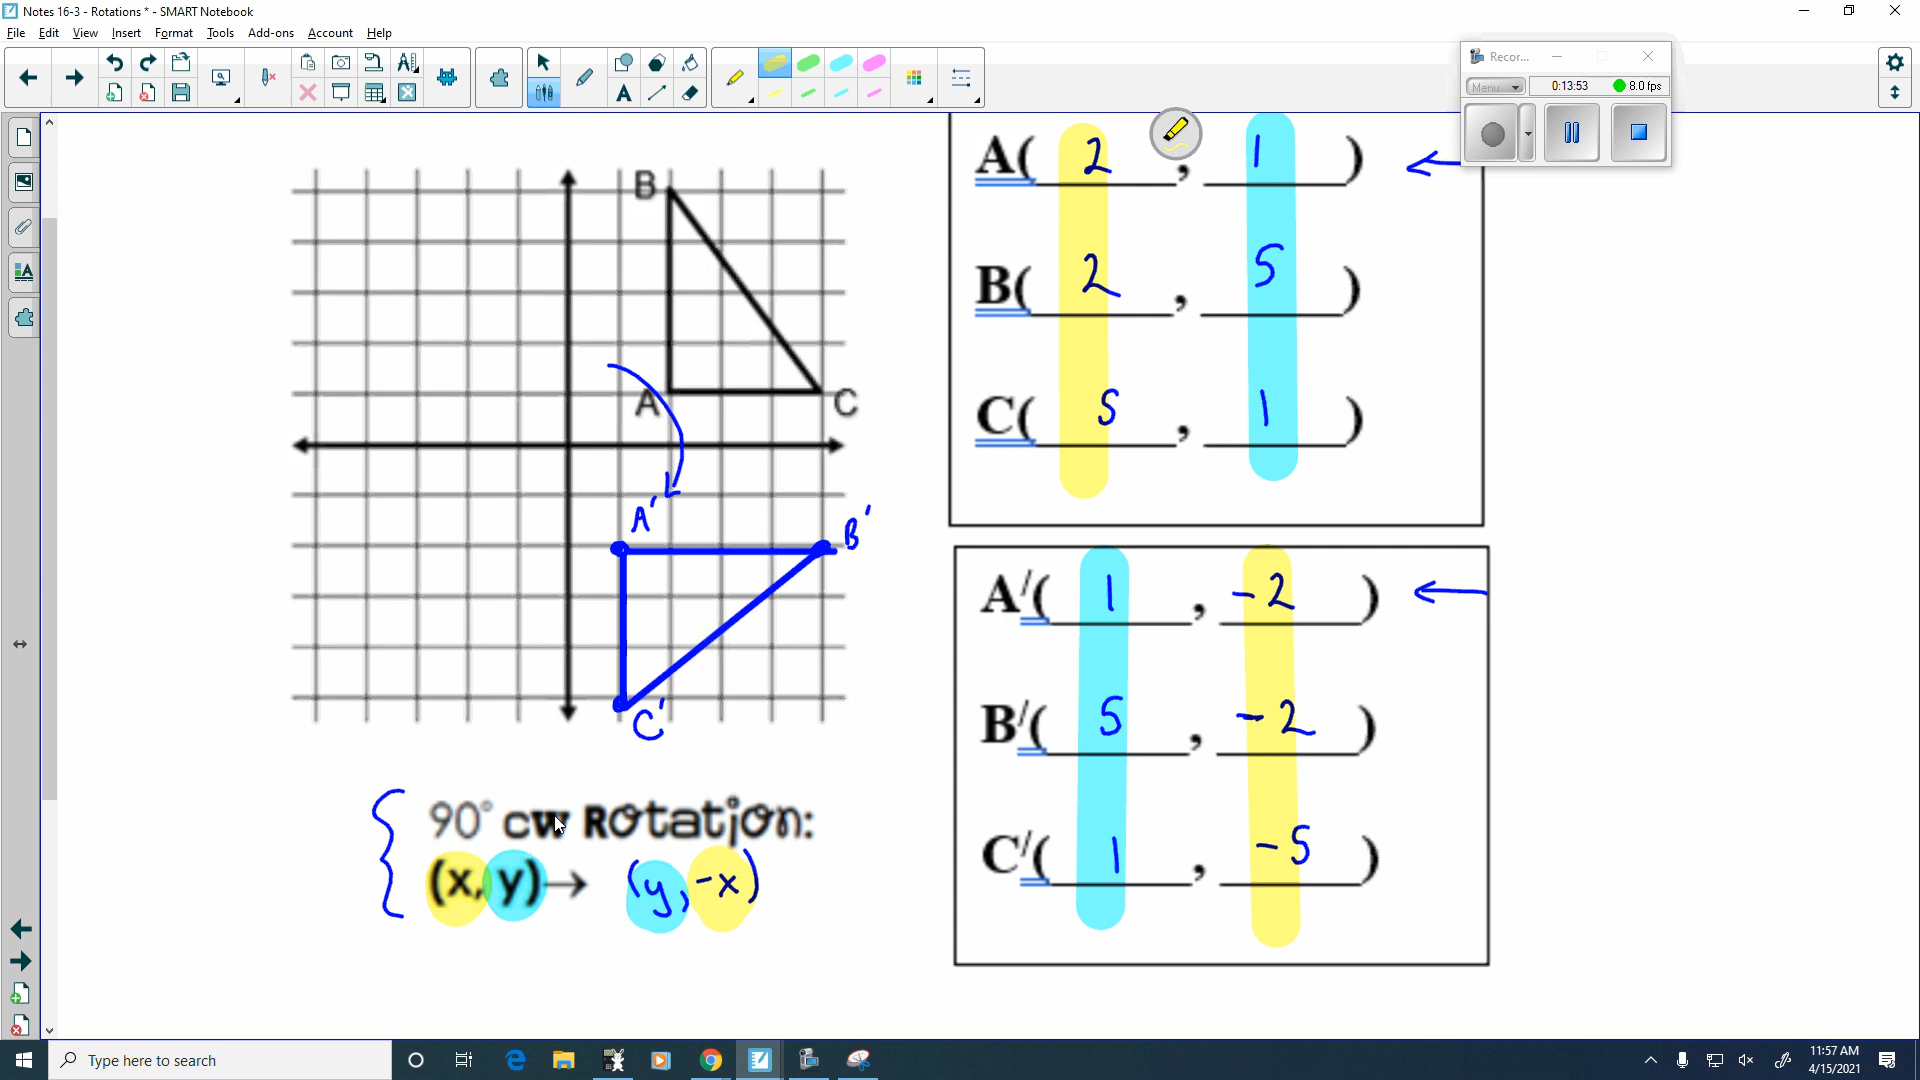 Notes 16-3 - Rotations * - SMART Notebook
File Edit View Insert Format Tools Add-ons Account Help
Recor...
Menu 0:13:53 8.0 fps
A( 2 , 1 )
B( 2 , 5 )
C( 5 , 1 )
B
A
C
A'
B'
C'
A/( 1 , -2 )
B/( 5 , -2 )
C/( 1 , -5 )
90° cw Rotation:
(x, y)→ (y, -x)
Type here to search
11:57 AM
4/15/2021